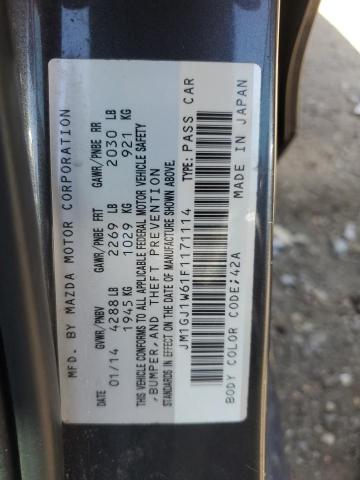 MFD. BY MAZDA MOTOR CORPORATION
GVWR/PNBV GAWR/PNBE FRT GAWR/PNBE RR
DATE 01/14 4288 LB 2269 LB 2030 LB
1945 KG 1029 KG 921 KG
THIS VEHICLE CONFORMS TO ALL APPLICABLE FEDERAL MOTOR VEHICLE SAFETY
,BUMPER,AND THEFT PREVENTION
STANDARDS IN EFFECT ON THE DATE OF MANUFACTURE SHOWN ABOVE.
JM1GJ1W61F1171114 TYPE: PASS CAR
BODY COLOR CODE:42A MADE IN JAPAN